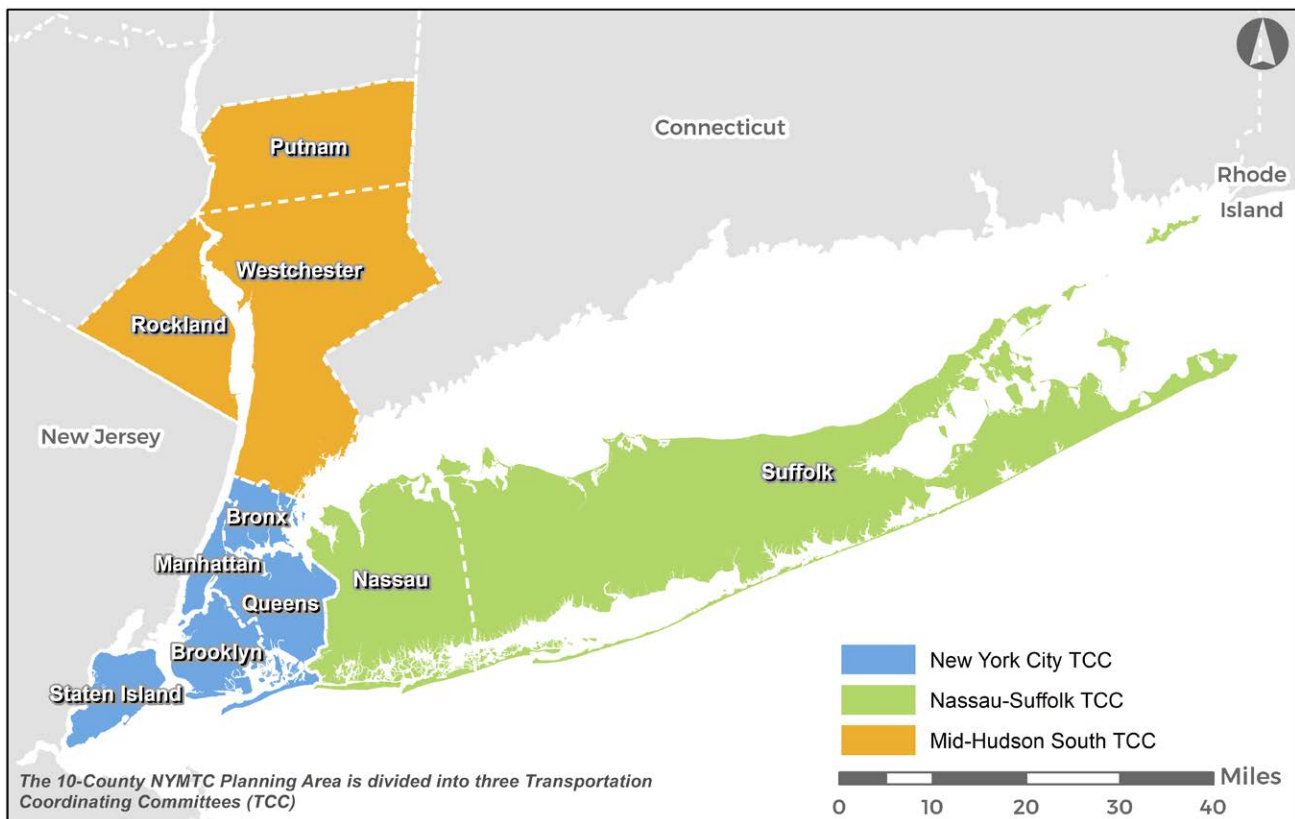 Connecticut
Rhode
Island
Putnam
Westchester
Rockland
New Jersey
Suffolk
Bronx
Manhattan
Nassau
Queens
Brooklyn
Staten Island
New York City TCC
Nassau-Suffolk TCC
Mid-Hudson South TCC
Miles
0 10 20 30 40
The 10-County NYMTC Planning Area is divided into three Transportation
Coordinating Committees (TCC)